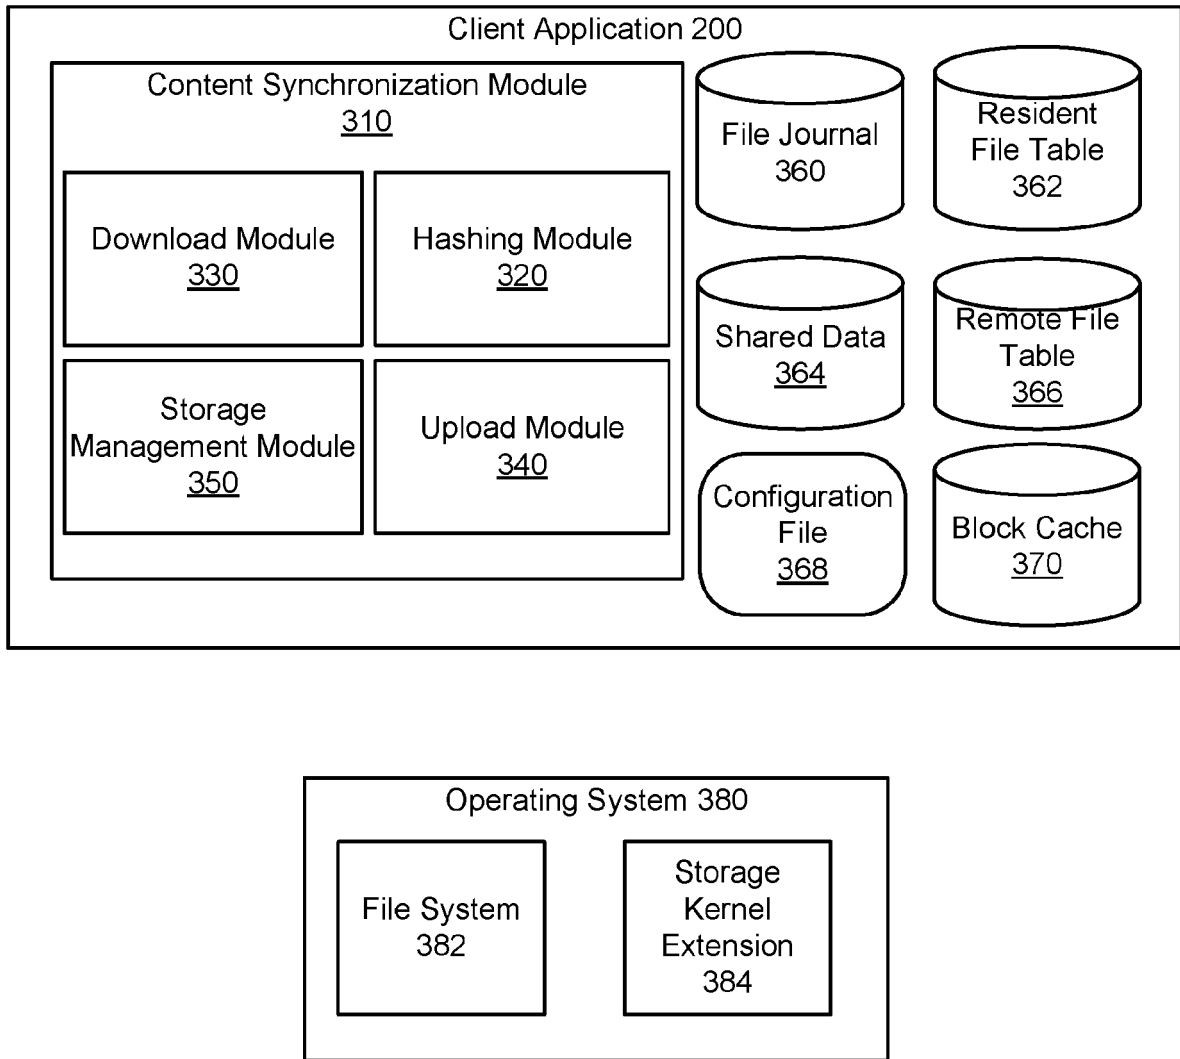 Client Application 200
Content Synchronization Module
310
Download Module
330
Hashing Module
320
Storage
Management Module
350
Upload Module
340
File Journal
360
Resident
File Table
362
Shared Data
364
Remote File
Table
366
Configuration
File
368
Block Cache
370
Operating System 380
File System
382
Storage
Kernel
Extension
384